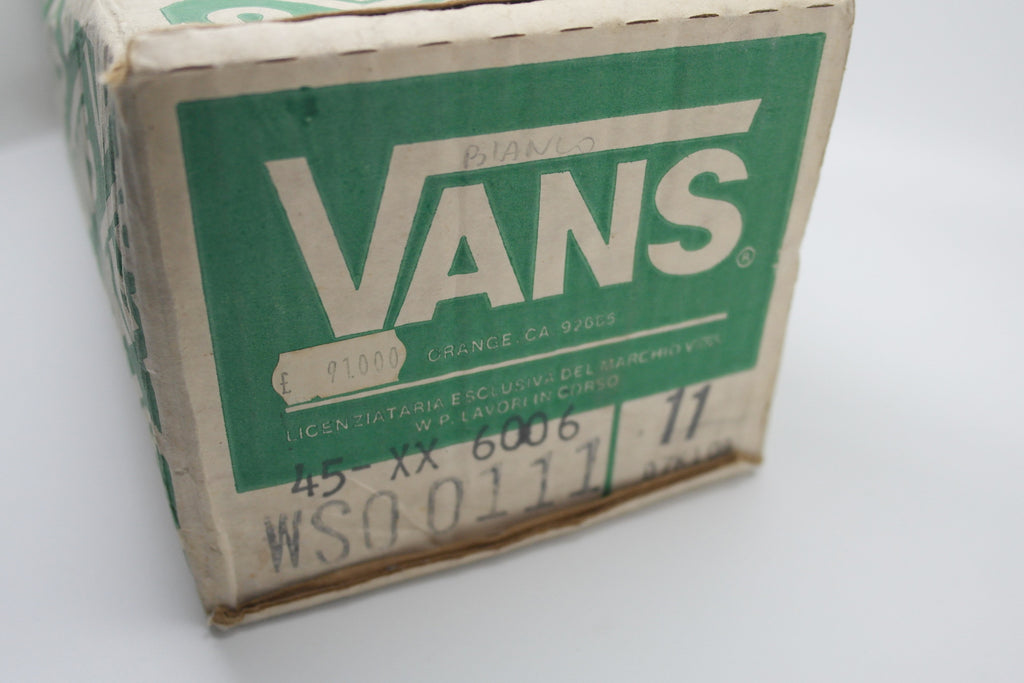 BIANCO
VANS®
ORANGE, CA 92665
£ 91.000
LICENZIATARIA ESCLUSIVA DEL MARCHIO VANS
W.P. LAVORI IN CORSO
45-XX 6006
11
WS00111